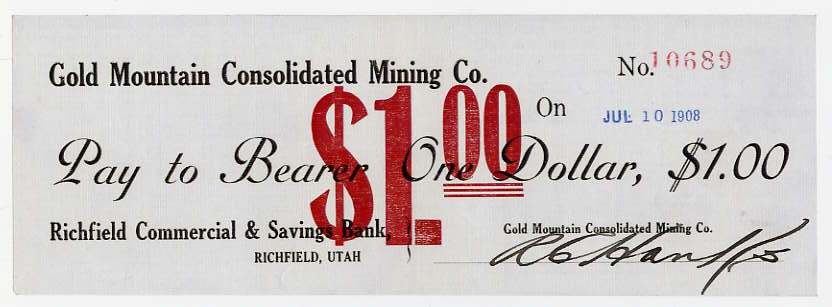 Gold Mountain Consolidated Mining Co.
No. 10689
$1.00
On JUL 10 1908
Pay to Bearer One Dollar, $1.00
Richfield Commercial & Savings Bank,
RICHFIELD, UTAH
Gold Mountain Consolidated Mining Co.